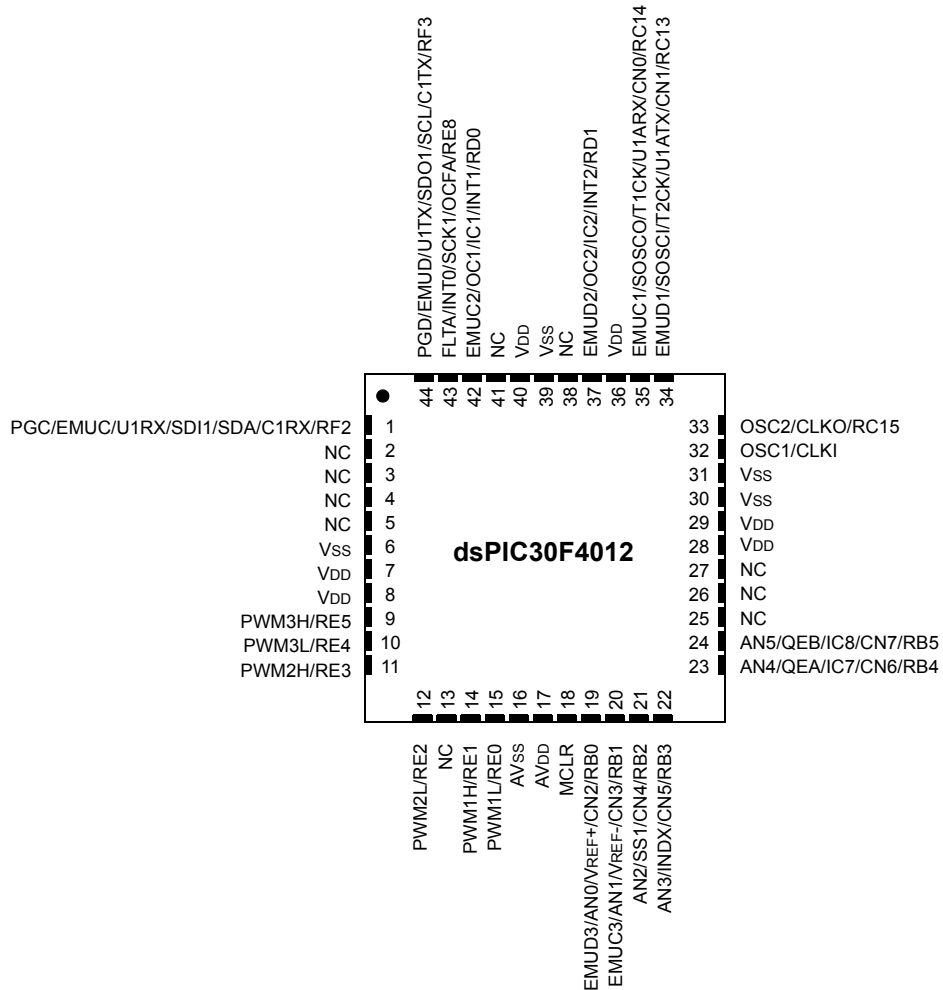 PGD/EMUD/U1TX/SDO1/SCL/C1TX/RF3
FLTA/INT0/SCK1/OCFA/RE8
EMUC2/OC1/IC1/INT1/RD0
NC
VDD
VSS
NC
EMUD2/OC2/IC2/INT2/RD1
VDD
EMUC1/SOSCO/T1CK/U1ARX/CN0/RC14
EMUD1/SOSCI/T2CK/U1ATX/CN1/RC13
44
43
42
41
40
39
38
37
36
35
34
PGC/EMUC/U1RX/SDI1/SDA/C1RX/RF2 1
NC 2
NC 3
NC 4
NC 5
VSS 6
VDD 7
VDD 8
PWM3H/RE5 9
PWM3L/RE4 10
PWM2H/RE3 11
dsPIC30F4012
33 OSC2/CLKO/RC15
32 OSC1/CLKI
31 VSS
30 VSS
29 VDD
28 VDD
27 NC
26 NC
25 NC
24 AN5/QEB/IC8/CN7/RB5
23 AN4/QEA/IC7/CN6/RB4
12
13
14
15
16
17
18
19
20
21
22
PWM2L/RE2
NC
PWM1H/RE1
PWM1L/RE0
AVSS
AVDD
MCLR
EMUD3/AN0/VREF+/CN2/RB0
EMUC3/AN1/VREF-/CN3/RB1
AN2/SS1/CN4/RB2
AN3/INDX/CN5/RB3